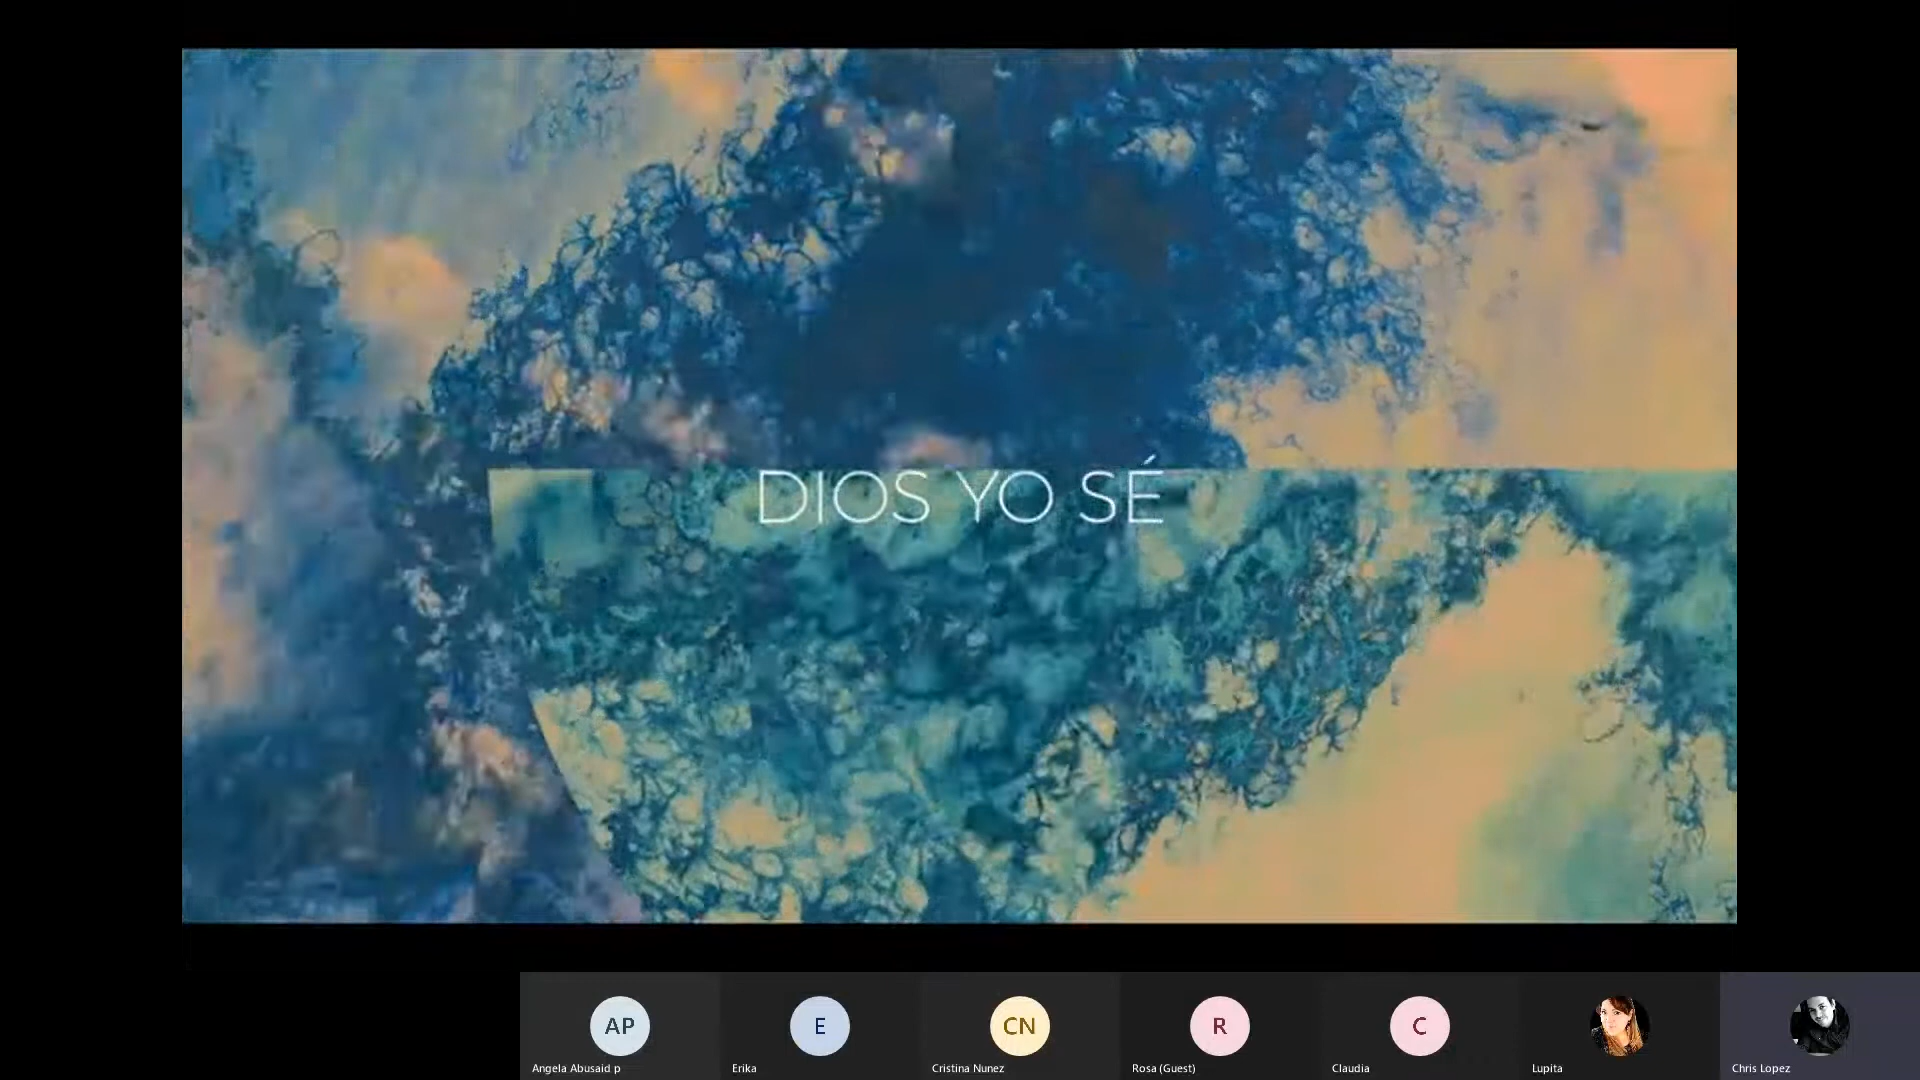 DIOS YO SÉ
AP
E
CN
R
C
Angela Abusaid p
Erika
Cristina Nunez
Rosa (Guest)
Claudia
Lupita
Chris Lopez